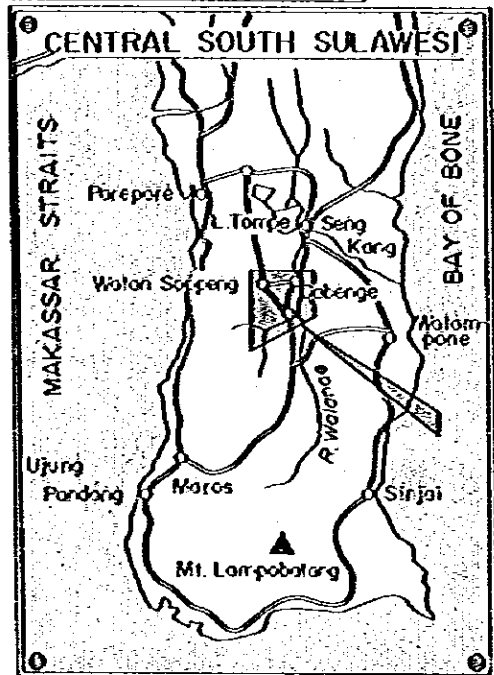 CENTRAL SOUTH SULAWESI
MAKASSAR STRAITS
BAY OF BONE
Parepare
L. Tempe
Seng
Kang
Watan Soppeng
Cabenge
Watam
pone
R. Walanae
Ujung
Pandang
Maros
Sinjai
Mt. Lampobatang